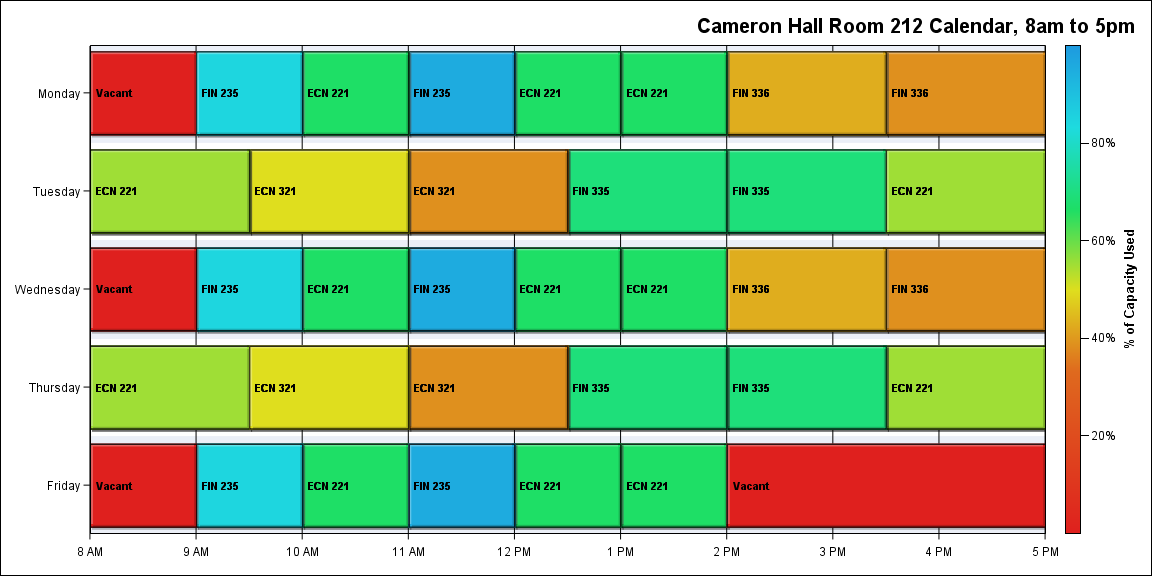 Cameron Hall Room 212 Calendar, 8am to 5pm
Monday
Vacant FIN 235 ECN 221 FIN 235 ECN 221 ECN 221 FIN 336 FIN 336
Tuesday
ECN 221 ECN 321 ECN 321 FIN 335 FIN 335 ECN 221
Wednesday
Vacant FIN 235 ECN 221 FIN 235 ECN 221 ECN 221 FIN 336 FIN 336
Thursday
ECN 221 ECN 321 ECN 321 FIN 335 FIN 335 ECN 221
Friday
Vacant FIN 235 ECN 221 FIN 235 ECN 221 ECN 221 Vacant
8 AM 9 AM 10 AM 11 AM 12 PM 1 PM 2 PM 3 PM 4 PM 5 PM
80%
60%
40%
20%
% of Capacity Used